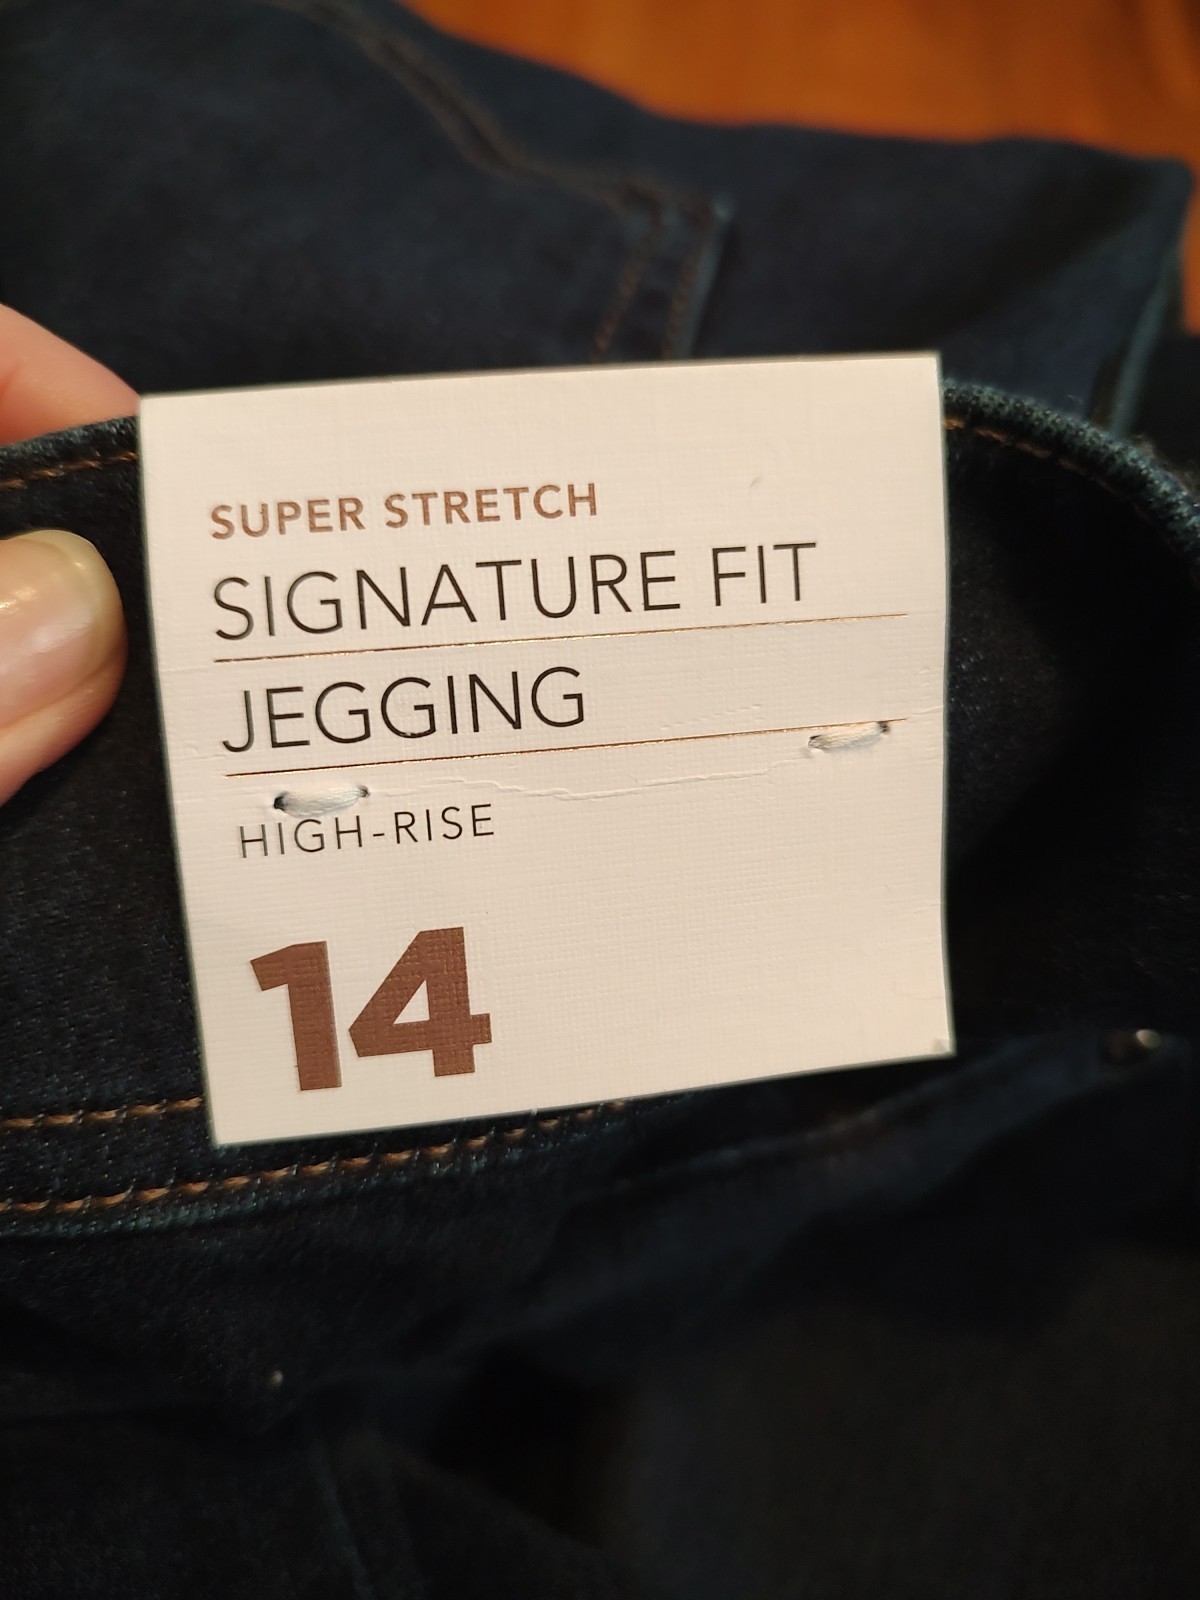 SUPER STRETCH
SIGNATURE FIT
JEGGING
HIGH-RISE
14